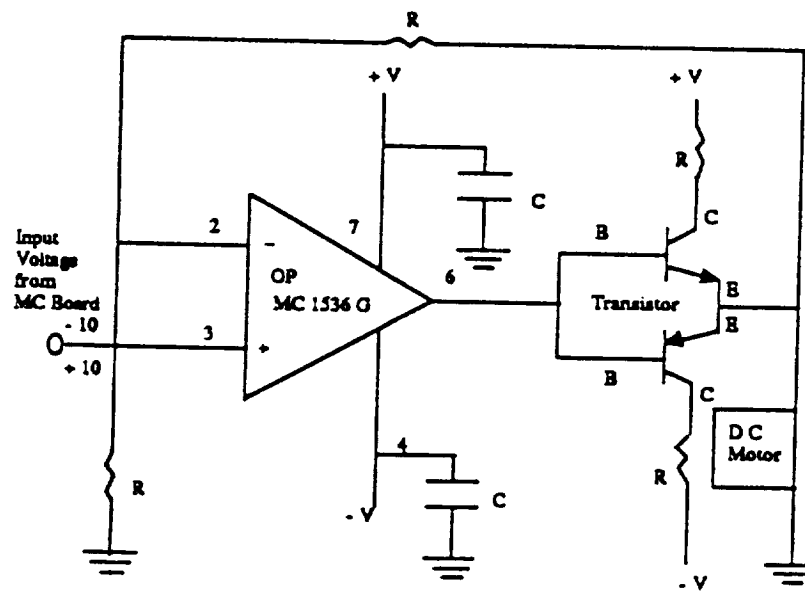 R
+ V
+ V
R
C
C
2
7
B
Input
Voltage
from
MC Board
-
OP
MC 1536 G
6
Transistor
E
E
- 10
+ 10
3
+
B
C
4
D C
Motor
R
R
C
- V
- V